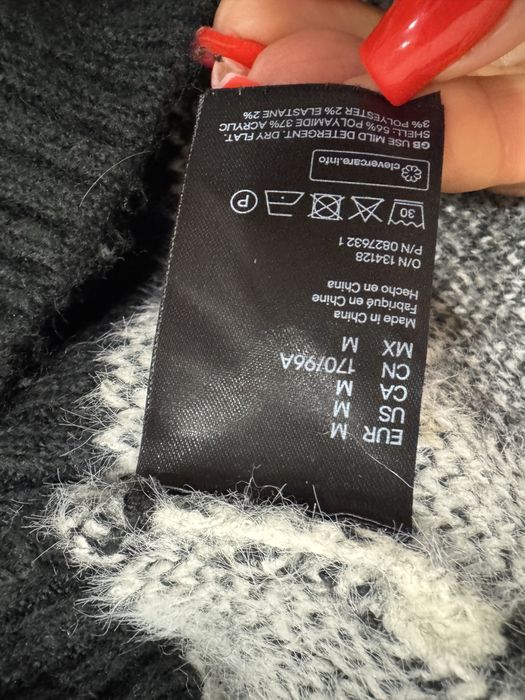 EUR M
US M
CA M
CN 170/96A
MX M
Made in China
Fabriqué en Chine
Hecho en China
O/N 134128
P/N 0827632 1
30 P
clevercare.info
GB USE MILD DETERGENT. DRY FLAT.
SHELL: 56% POLYAMIDE 37% ACRYLIC
3% POLYESTER 2% ELASTANE 2%